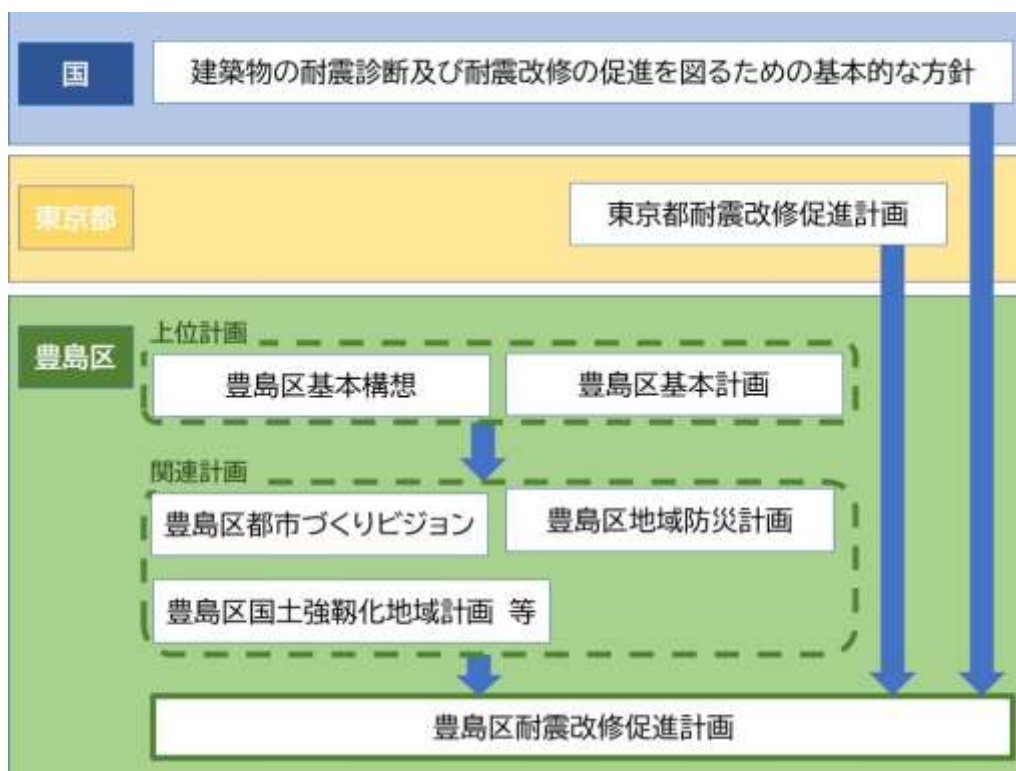 国
建築物の耐震診断及び耐震改修の促進を図るための基本的な方針
東京都
東京都耐震改修促進計画
豊島区
上位計画
豊島区基本構想
豊島区基本計画
関連計画
豊島区都市づくりビジョン
豊島区地域防災計画
豊島区国土強靱化地域計画 等
豊島区耐震改修促進計画